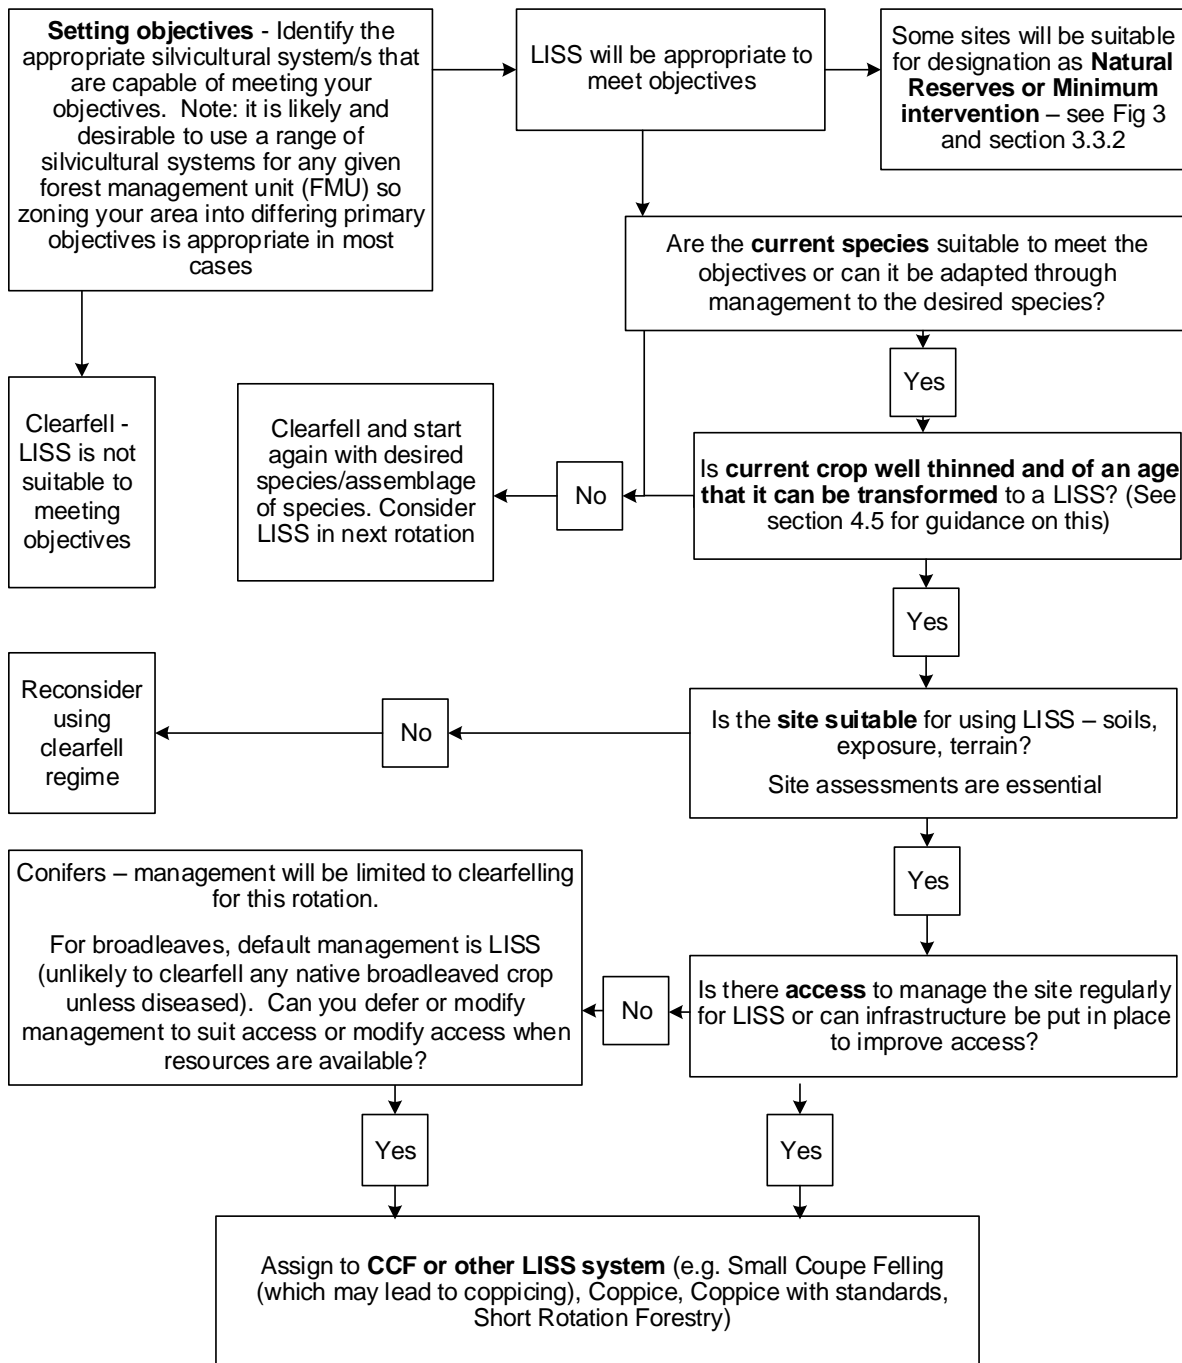 Setting objectives - Identify the
appropriate silvicultural system/s that
are capable of meeting your
objectives. Note: it is likely and
desirable to use a range of
silvicultural systems for any given
forest management unit (FMU) so
zoning your area into differing primary
objectives is appropriate in most
cases
LISS will be appropriate to
meet objectives
Some sites will be suitable
for designation as Natural
Reserves or Minimum
intervention – see Fig 3
and section 3.3.2
Are the current species suitable to meet the
objectives or can it be adapted through
management to the desired species?
Yes
Clearfell -
LISS is not
suitable to
meeting
objectives
Clearfell and start
again with desired
species/assemblage
of species. Consider
LISS in next rotation
No
Is current crop well thinned and of an age
that it can be transformed to a LISS? (See
section 4.5 for guidance on this)
Yes
Reconsider
using
clearfell
regime
No
Is the site suitable for using LISS – soils,
exposure, terrain?
Site assessments are essential
Yes
Conifers – management will be limited to clearfelling
for this rotation.
For broadleaves, default management is LISS
(unlikely to clearfell any native broadleaved crop
unless diseased). Can you defer or modify
management to suit access or modify access when
resources are available?
No
Is there access to manage the site regularly
for LISS or can infrastructure be put in place
to improve access?
Yes
Yes
Assign to CCF or other LISS system (e.g. Small Coupe Felling
(which may lead to coppicing), Coppice, Coppice with standards,
Short Rotation Forestry)